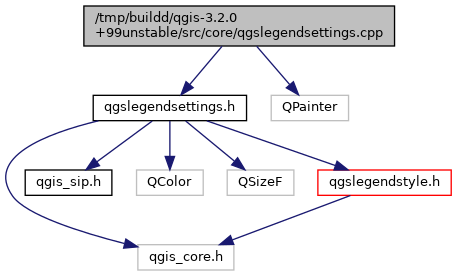 /tmp/buildd/qgis-3.2.0
+99unstable/src/core/qgslegendsettings.cpp
qgslegendsettings.h
QPainter
qgis_sip.h
QColor
QSizeF
qgslegendstyle.h
qgis_core.h